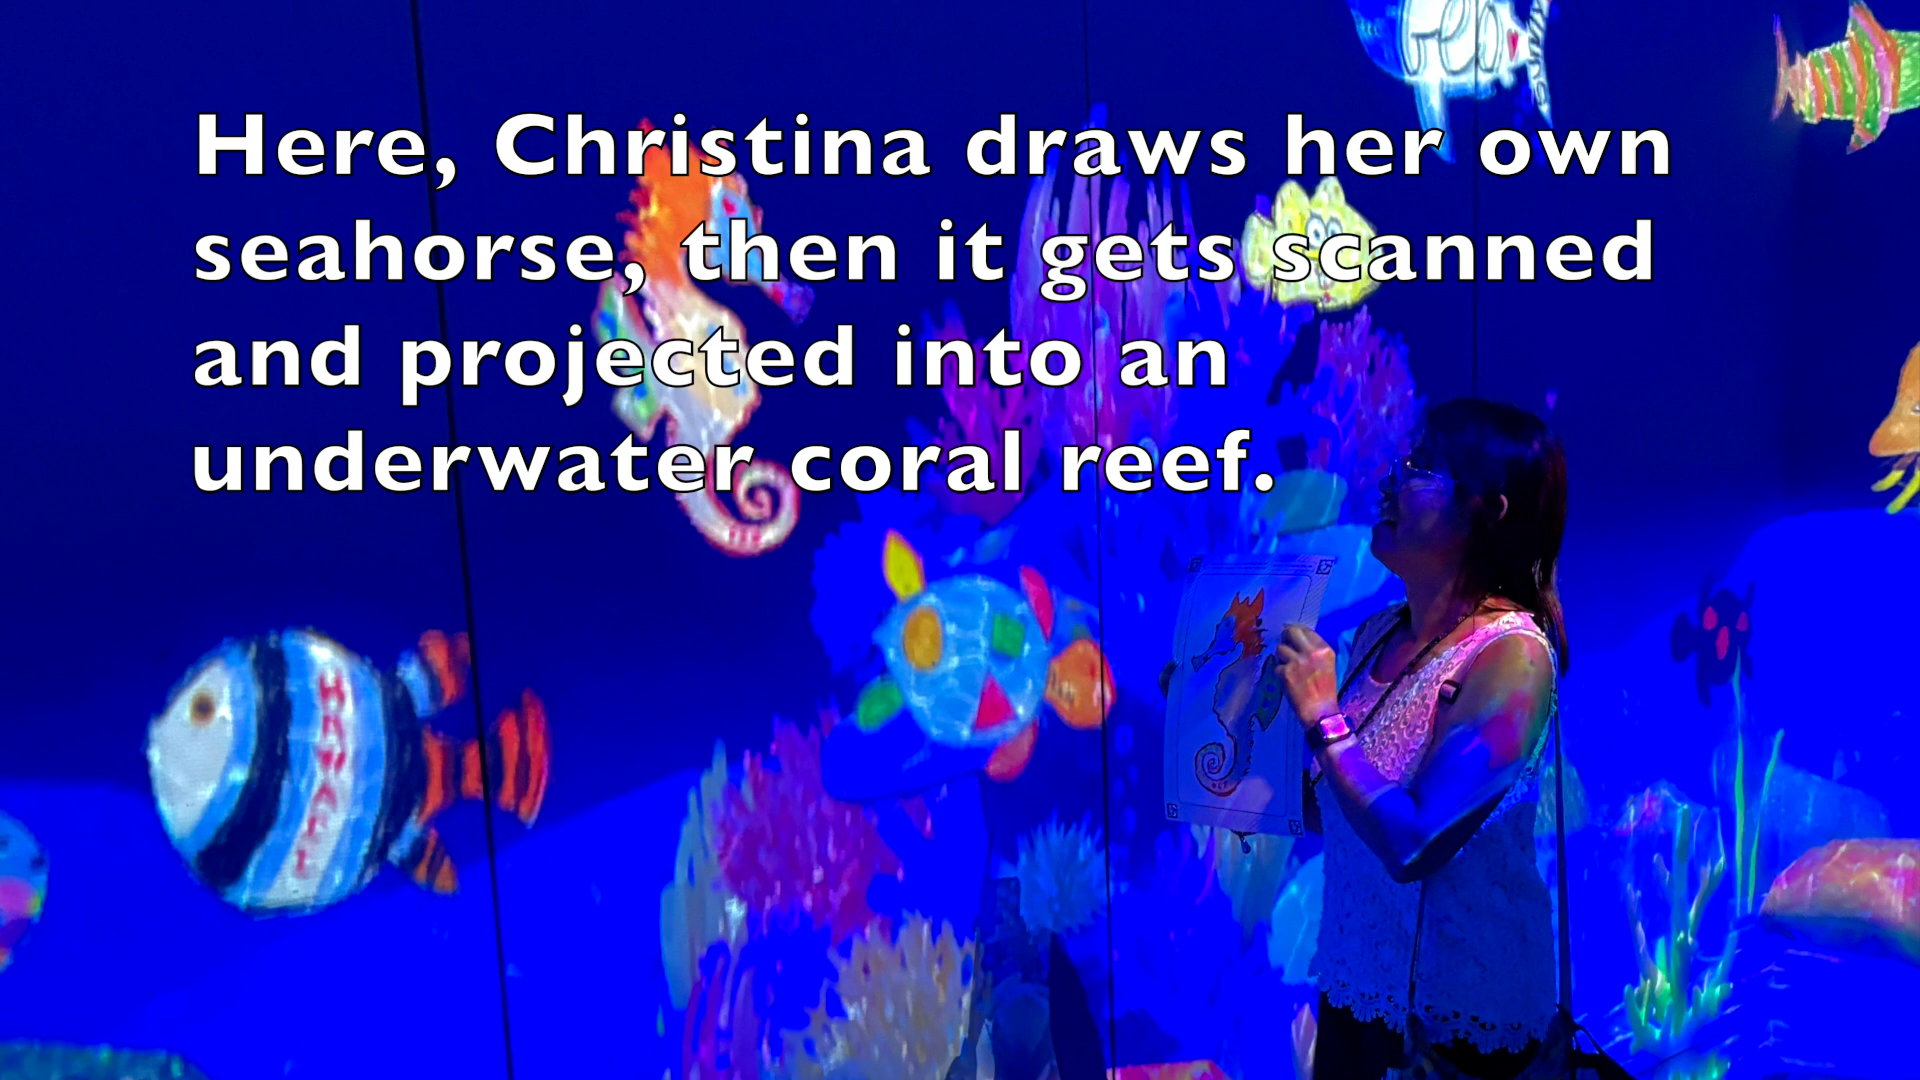 Here, Christina draws her own
seahorse, then it gets scanned
and projected into an
underwater coral reef.